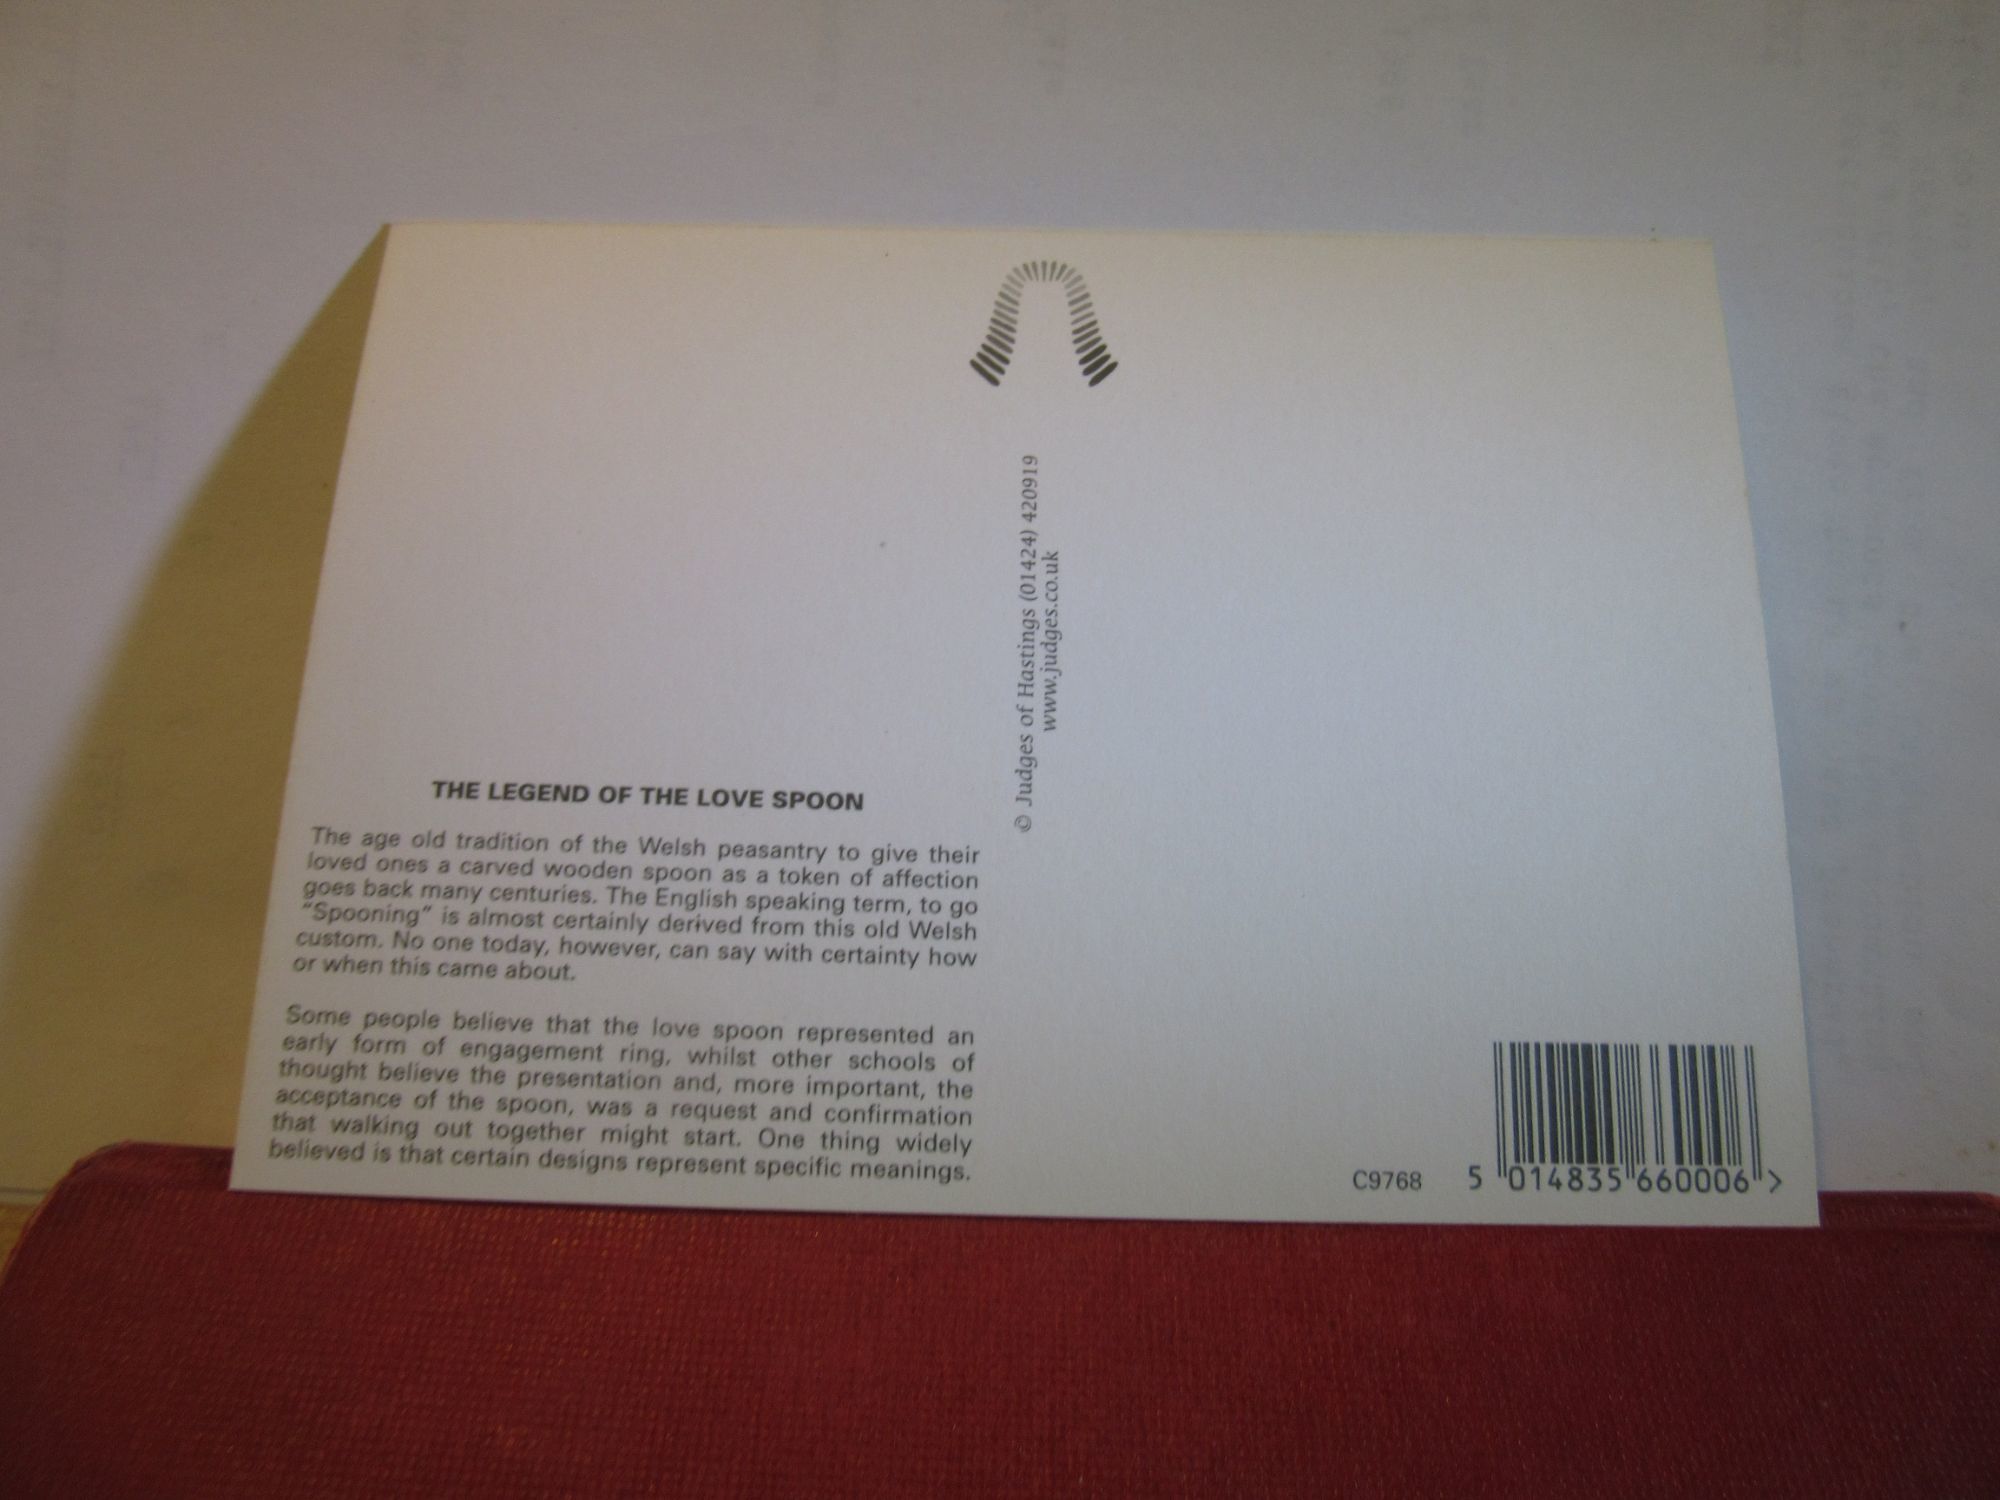 THE LEGEND OF THE LOVE SPOON
The age old tradition of the Welsh peasantry to give their
loved ones a carved wooden spoon as a token of affection
goes back many centuries. The English speaking term, to go
“Spooning” is almost certainly derived from this old Welsh
custom. No one today, however, can say with certainty how
or when this came about.
Some people believe that the love spoon represented an
early form of engagement ring, whilst other schools of
thought believe the presentation and, more important, the
acceptance of the spoon, was a request and confirmation
that walking out together might start. One thing widely
believed is that certain designs represent specific meanings.
© Judges of Hastings (01424) 420919
www.judges.co.uk
C9768
5 014835 660006 >